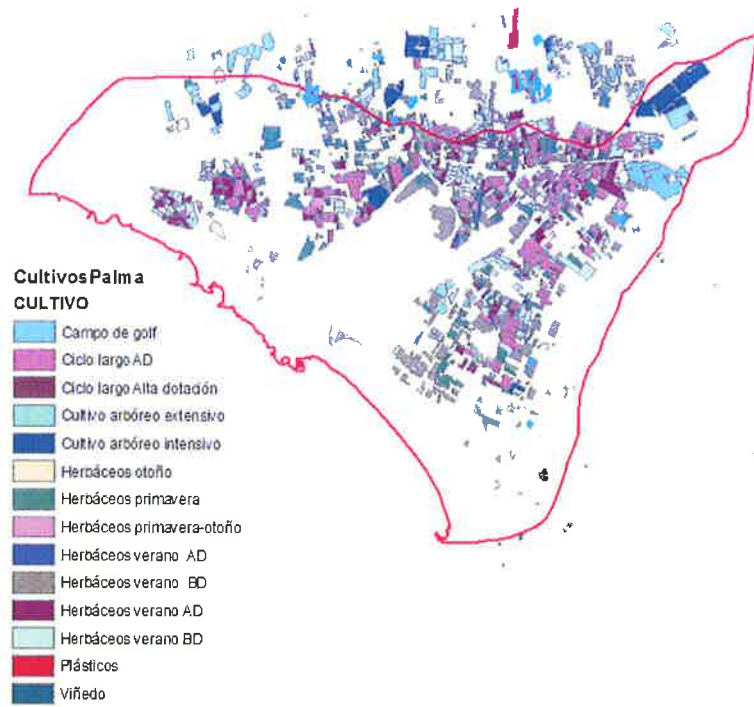 Cultivos Palma
CULTIVO
Campo de golf
Ciclo largo AD
Ciclo largo Alta dotación
Cultivo arbóreo extensivo
Cultivo arbóreo intensivo
Herbáceos otoño
Herbáceos primavera
Herbáceos primavera-otoño
Herbáceos verano AD
Herbáceos verano BD
Herbáceos verano AD
Herbáceos verano BD
Plásticos
Viñedo